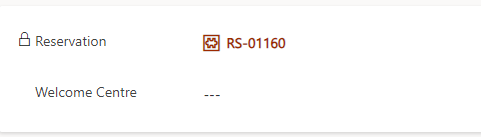 Reservation RS-01160
Welcome Centre ---